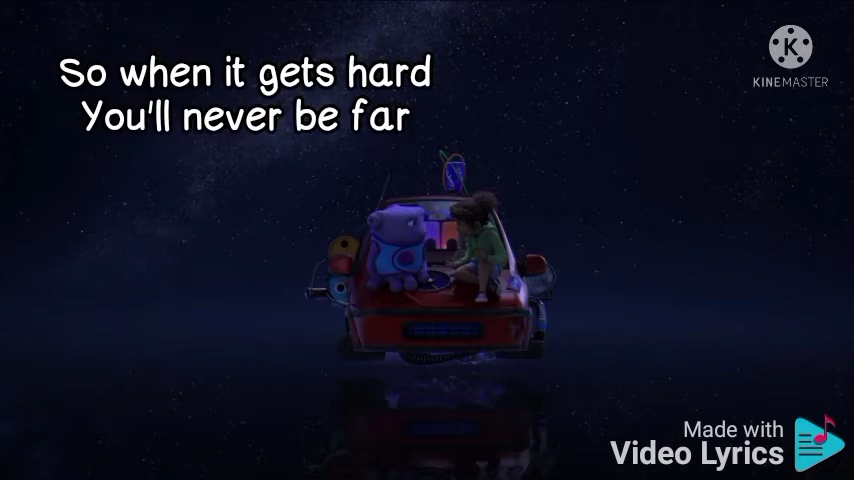 So when it gets hard
You'll never be far
K
KINEMASTER
Made with
Video Lyrics